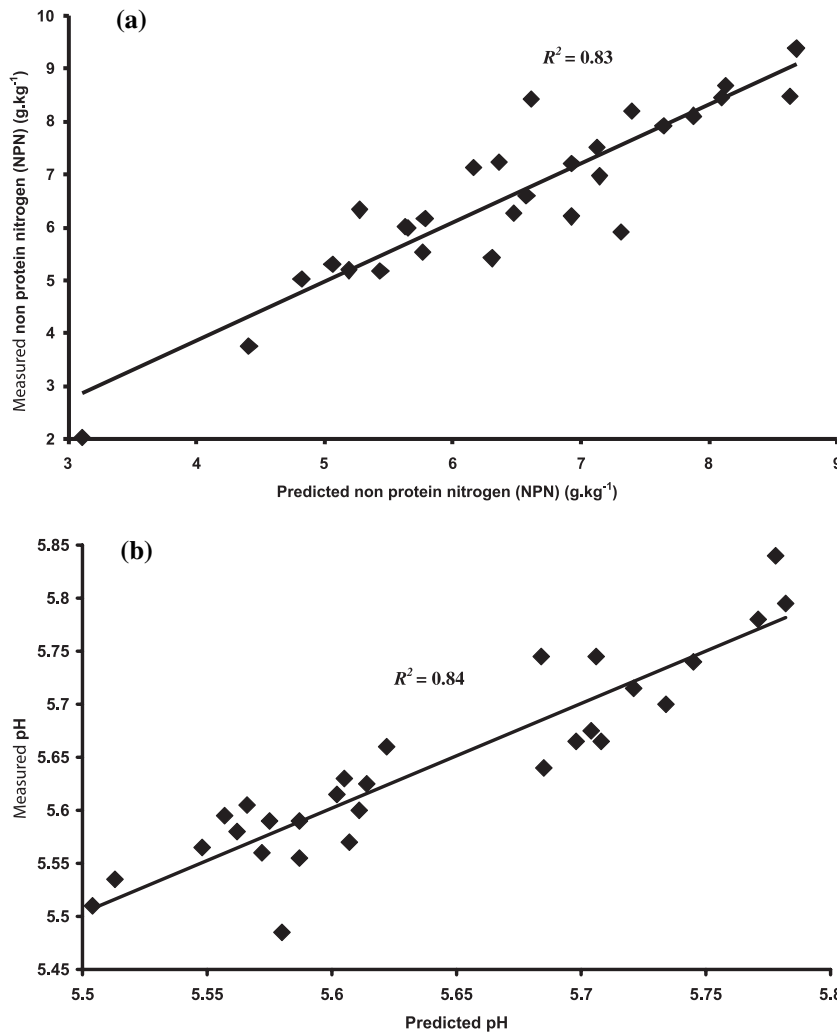 (a)
R² = 0.83
10
9
8
7
6
5
4
3
2
Measured non protein nitrogen (NPN) (g.kg⁻¹)
3 4 5 6 7 8 9
Predicted non protein nitrogen (NPN) (g.kg⁻¹)
(b)
R² = 0.84
5.85
5.8
5.75
5.7
5.65
5.6
5.55
5.5
5.45
Measured pH
5.5 5.55 5.6 5.65 5.7 5.75 5.8
Predicted pH